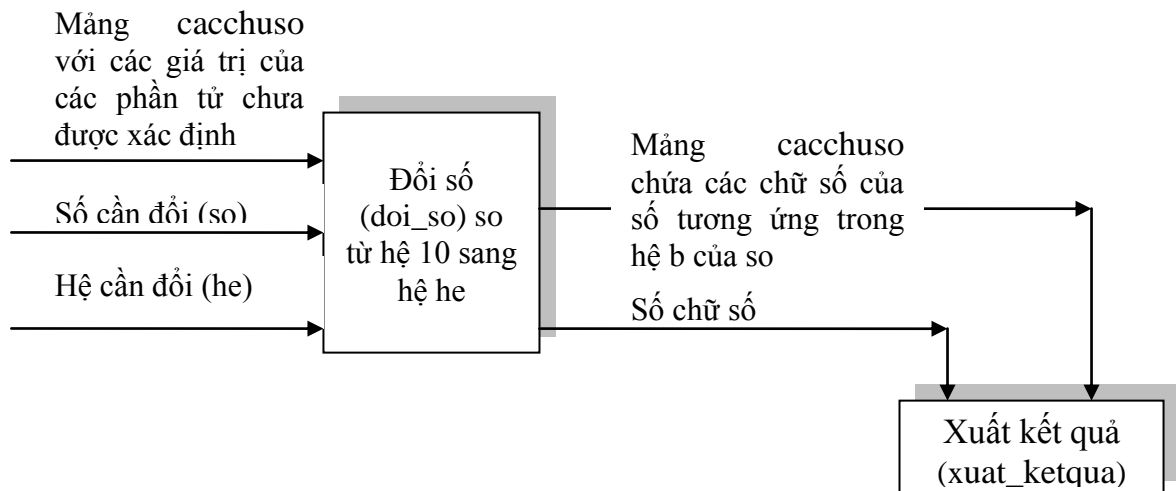 Mảng cacchuso
với các giá trị của
các phần tử chưa
được xác định
Số cần đổi (so)
Hệ cần đổi (he)
Đổi số
(doi_so) so
từ hệ 10 sang
hệ he
Mảng cacchuso
chứa các chữ số của
số tương ứng trong
hệ b của so
Số chữ số
Xuất kết quả
(xuat_ketqua)